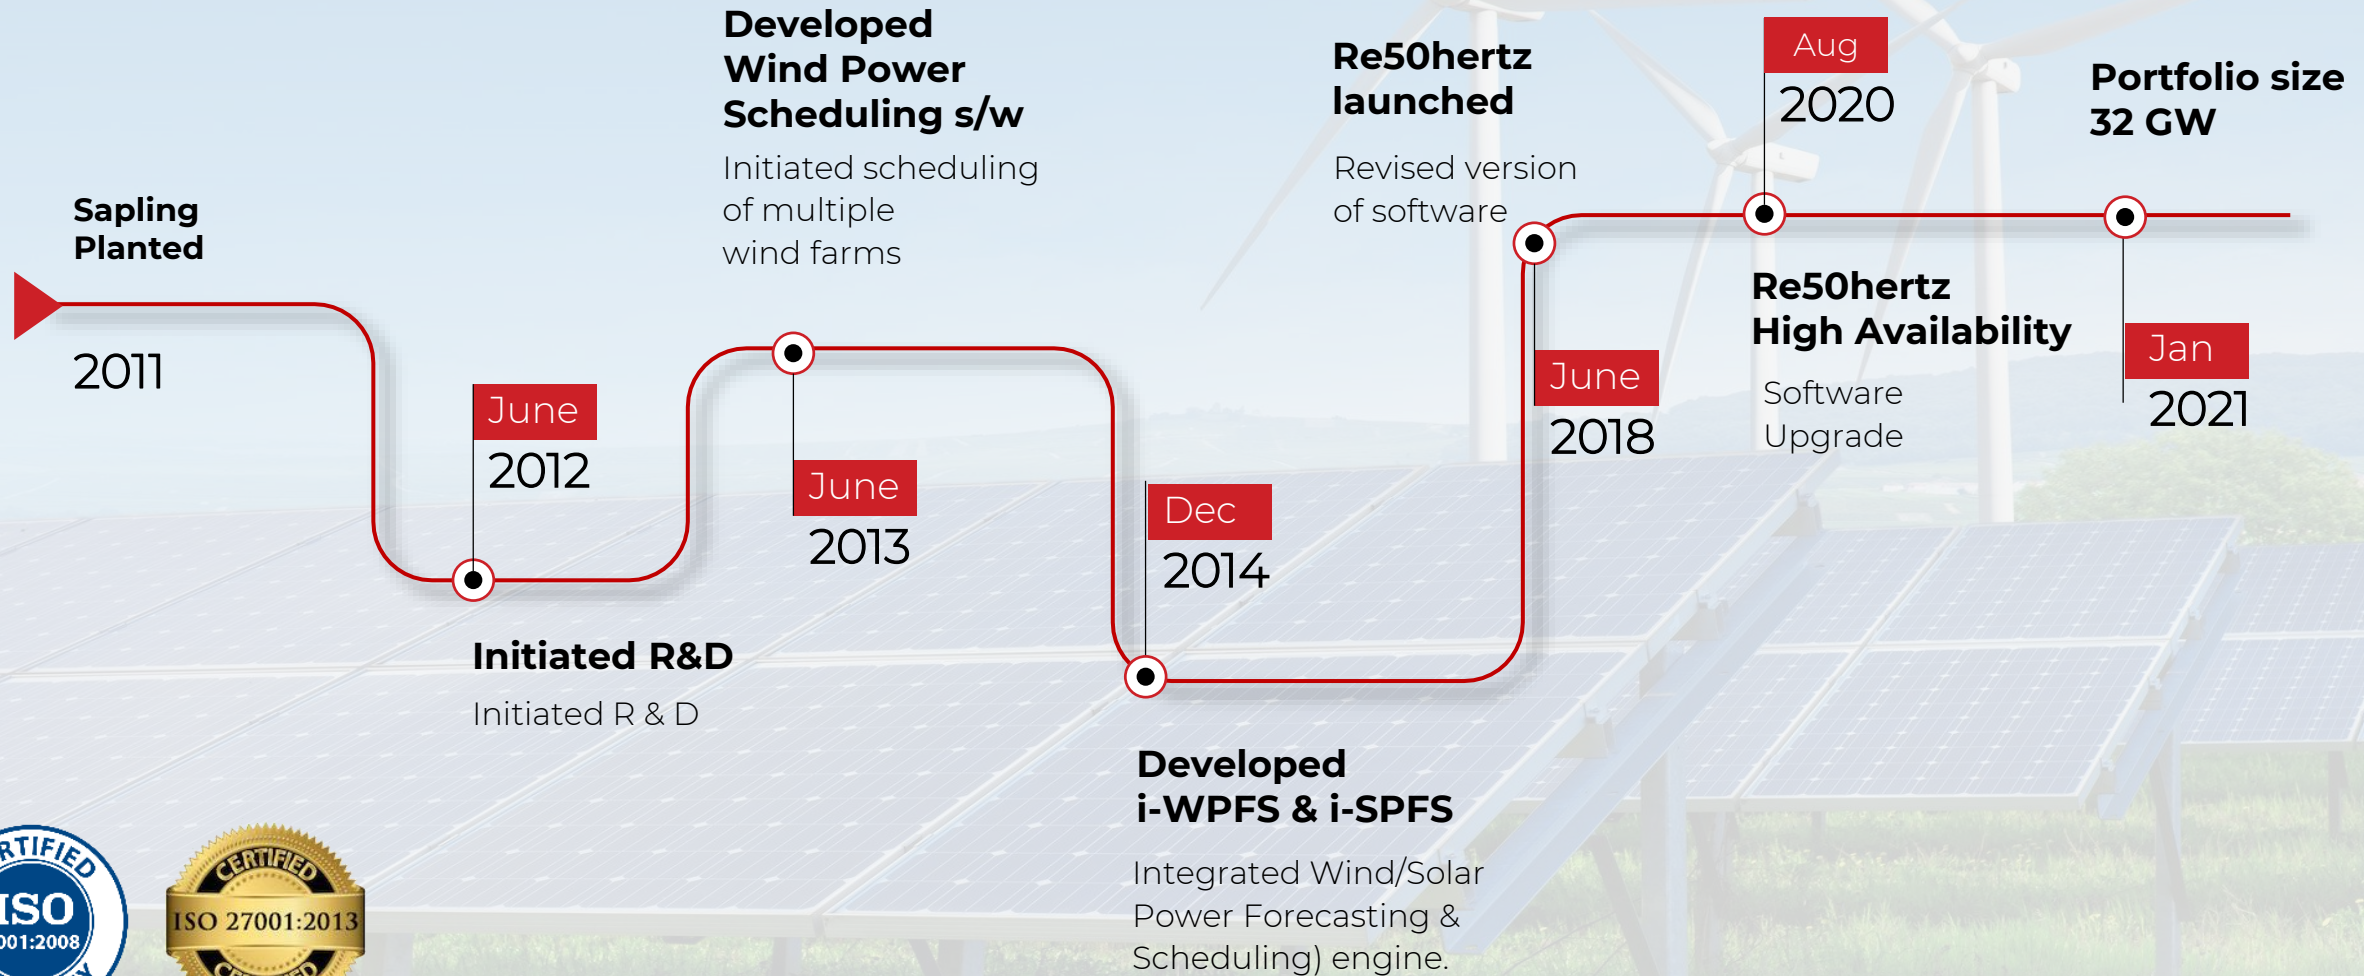 Sapling
Planted
2011
June
2012
Initiated R&D
Initiated R & D
Developed
Wind Power
Scheduling s/w
Initiated scheduling
of multiple
wind farms
June
2013
Dec
2014
Developed
i-WPFS & i-SPFS
Integrated Wind/Solar
Power Forecasting &
Scheduling) engine.
Re50hertz
launched
Revised version
of software
June
2018
Aug
2020
Re50hertz
High Availability
Software
Upgrade
Portfolio size
32 GW
Jan
2021
RTIFIED
ISO
001:2008
CERTIFIED
ISO 27001:2013
CERTIFIED